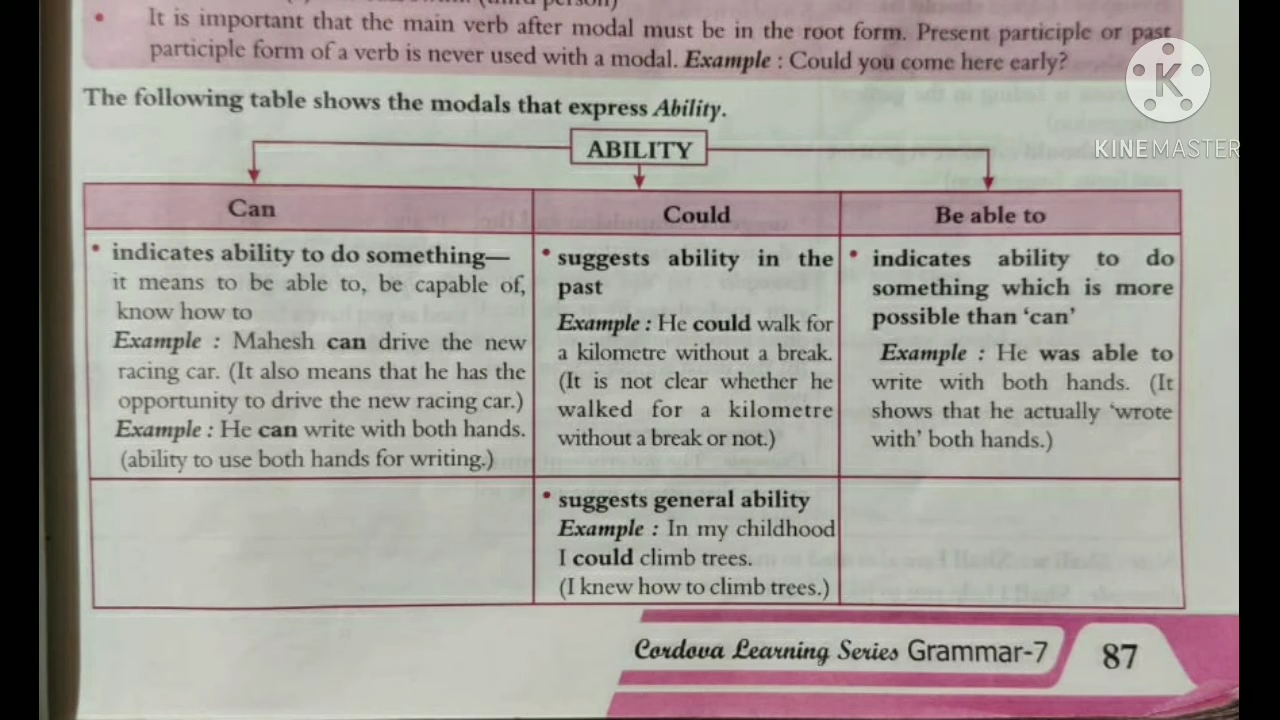 (third person)
• It is important that the main verb after modal must be in the root form. Present participle or past
participle form of a verb is never used with a modal. Example : Could you come here early?
K
KINEMASTER
The following table shows the modals that express Ability.
ABILITY
Can
Could
Be able to
• indicates ability to do something—
it means to be able to, be capable of,
know how to
Example : Mahesh can drive the new
racing car. (It also means that he has the
opportunity to drive the new racing car.)
Example : He can write with both hands.
(ability to use both hands for writing.)
• suggests ability in the
past
Example : He could walk for
a kilometre without a break.
(It is not clear whether he
walked for a kilometre
without a break or not.)
• indicates ability to do
something which is more
possible than ‘can’
Example : He was able to
write with both hands. (It
shows that he actually ‘wrote
with’ both hands.)
• suggests general ability
Example : In my childhood
I could climb trees.
(I knew how to climb trees.)
Cordova Learning Series Grammar-7
87